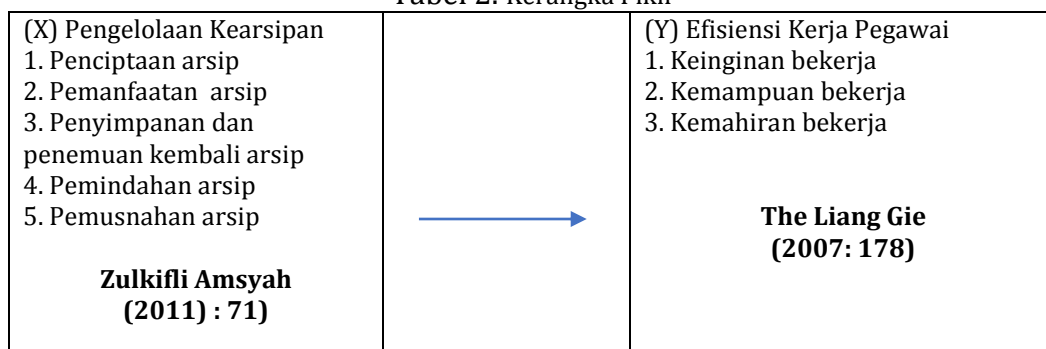 Tabel 2. Kerangka Pikir
(X) Pengelolaan Kearsipan
1. Penciptaan arsip
2. Pemanfaatan arsip
3. Penyimpanan dan
penemuan kembali arsip
4. Pemindahan arsip
5. Pemusnahan arsip
Zulkifli Amsyah
(2011) : 71)
(Y) Efisiensi Kerja Pegawai
1. Keinginan bekerja
2. Kemampuan bekerja
3. Kemahiran bekerja
The Liang Gie
(2007: 178)